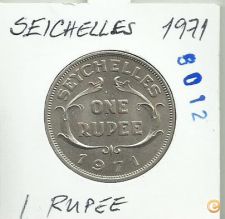 SEICHELLES 1971
8012
SEYCHELLES
ONE
RUPEE
1971
1 RUPEE